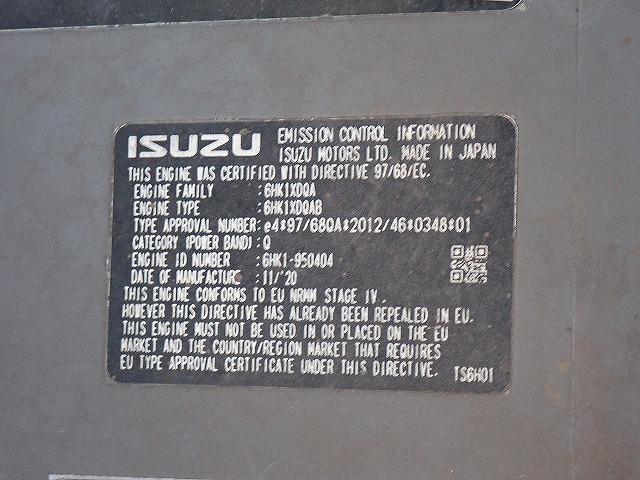 ISUZU
EMISSION CONTROL INFORMATION
ISUZU MOTORS LTD. MADE IN JAPAN
THIS ENGINE WAS CERTIFIED WITH DIRECTIVE 97/68/EC.
ENGINE FAMILY :6HK1XDQA
ENGINE TYPE :6HK1XDQAB
TYPE APPROVAL NUMBER:e4*97/68QA*2012/46*0348*01
CATEGORY (POWER BAND):Q
ENGINE ID NUMBER :6HK1-950404
DATE OF MANUFACTURE :11/'20
THIS ENGINE CONFORMS TO EU NRMM STAGE IV.
HOWEVER THIS DIRECTIVE HAS ALREADY BEEN REPEALED IN EU.
THIS ENGINE MUST NOT BE USED IN OR PLACED ON THE EU
MARKET AND THE COUNTRY/REGION MARKET THAT REQUIRES
EU TYPE APPROVAL CERTIFICATE UNDER THIS DIRECTIVE.
TS6H01